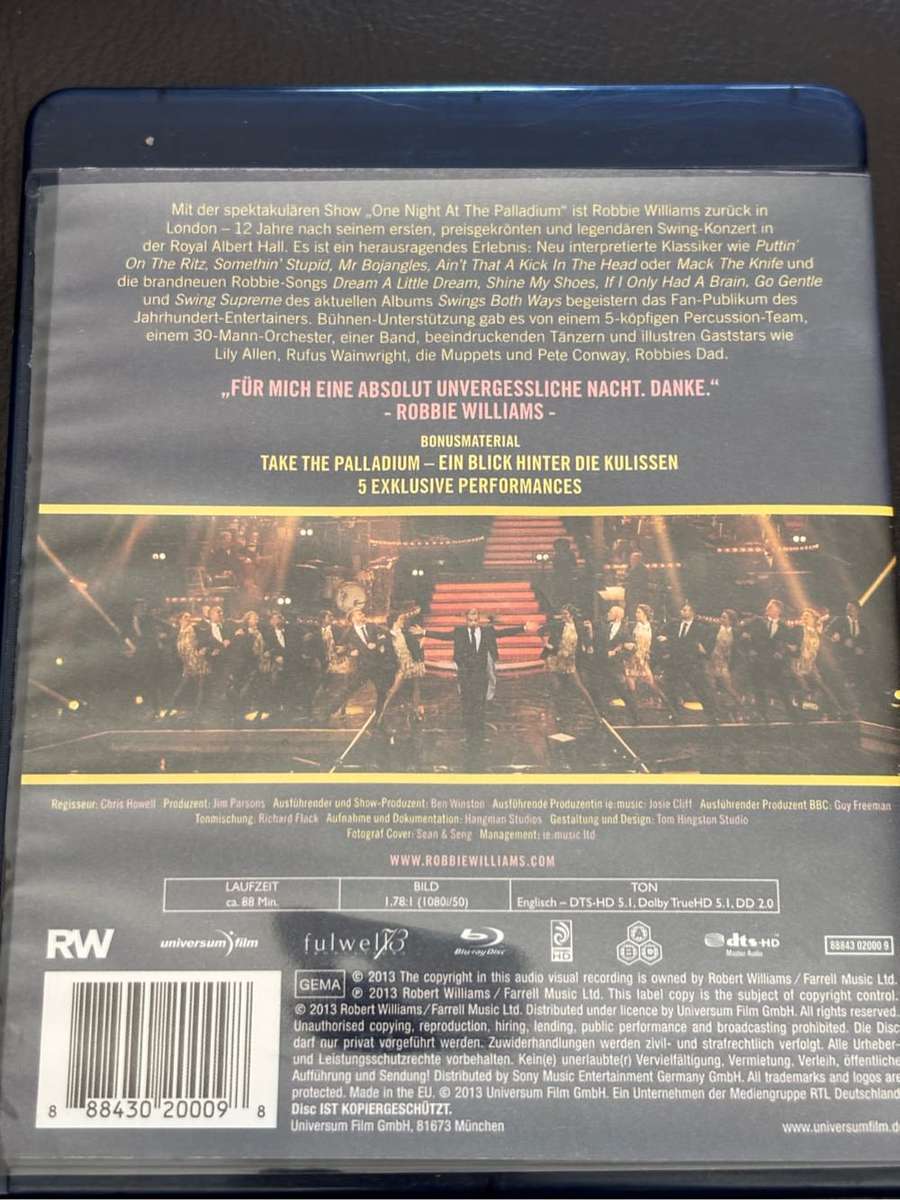 Mit der spektakulären Show „One Night At The Palladium“ ist Robbie Williams zurück in
London – 12 Jahre nach seinem ersten, preisgekrönten und legendären Swing-Konzert in
der Royal Albert Hall. Es ist ein herausragendes Erlebnis: Neu interpretierte Klassiker wie Puttin’
On The Ritz, Somethin’ Stupid, Mr Bojangles, Ain’t That A Kick In The Head oder Mack The Knife und
die brandneuen Robbie-Songs Dream A Little Dream, Shine My Shoes, If I Only Had A Brain, Go Gentle
und Swing Supreme des aktuellen Albums Swings Both Ways begeistern das Fan-Publikum des
Jahrhundert-Entertainers. Bühnen-Unterstützung gab es von einem 5-köpfigen Percussion-Team,
einem 30-Mann-Orchester, einer Band, beeindruckenden Tänzern und illustren Gaststars wie
Lily Allen, Rufus Wainwright, die Muppets und Pete Conway, Robbies Dad.
„FÜR MICH EINE ABSOLUT UNVERGESSLICHE NACHT. DANKE.“
- ROBBIE WILLIAMS -
BONUSMATERIAL
TAKE THE PALLADIUM – EIN BLICK HINTER DIE KULISSEN
5 EXKLUSIVE PERFORMANCES
Regisseur: Chris Howell Produzent: Jim Parsons Ausführender und Show-Produzent: Ben Winston Ausführende Produzentin ie:music: Josie Cliff Ausführender Produzent BBC: Guy Freeman
Tonmischung: Richard Flack Aufnahme und Dokumentation: Hangman Studios Gestaltung und Design: Tom Hingston Studio
Fotograf Cover: Sean & Seng Management: ie:music ltd
WWW.ROBBIEWILLIAMS.COM
LAUFZEIT BILD TON
ca. 88 Min. 1.78:1 (1080i/50) Englisch – DTS-HD 5.1, Dolby TrueHD 5.1, DD 2.0
RW universum film fulwell 73 Blu-ray Disc HD dts-HD Master Audio 88843 02000 9
GEMA © 2013 The copyright in this audio visual recording is owned by Robert Williams / Farrell Music Ltd.
℗ 2013 Robert Williams / Farrell Music Ltd. This label copy is the subject of copyright control.
© 2013 Robert Williams/Farrell Music Ltd. Distributed under licence by Universum Film GmbH. All rights reserved.
Unauthorised copying, reproduction, hiring, lending, public performance and broadcasting prohibited. Die Disc
darf nur privat vorgeführt werden. Zuwiderhandlungen werden zivil- und strafrechtlich verfolgt. Alle Urheber-
und Leistungsschutzrechte vorbehalten. Kein(e) unerlaubte(r) Vervielfältigung, Vermietung, Verleih, öffentliche
Aufführung und Sendung! Distributed by Sony Music Entertainment Germany GmbH. All trademarks and logos are
protected. Made in the EU. © 2013 Universum Film GmbH. Ein Unternehmen der Mediengruppe RTL Deutschland
Disc IST KOPIERGESCHÜTZT.
Universum Film GmbH, 81673 München www.universumfilm.d
8 88430 20009 8